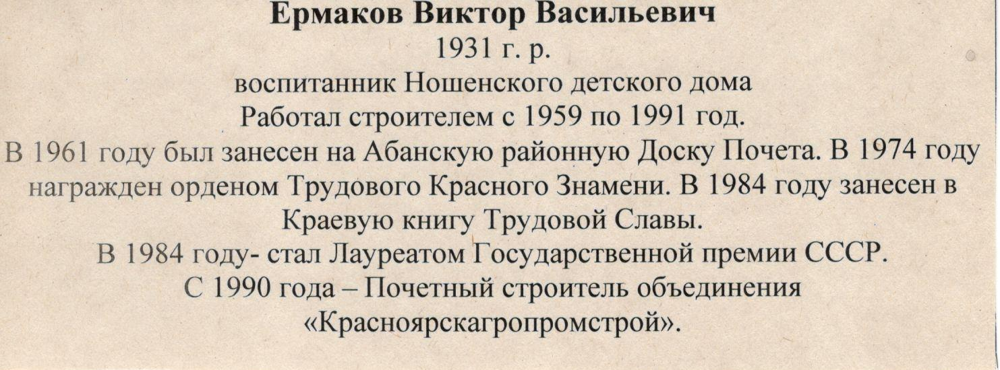 Ермаков Виктор Васильевич
1931 г. р.
воспитанник Ношенского детского дома
Работал строителем с 1959 по 1991 год.
В 1961 году был занесен на Абанскую районную Доску Почета. В 1974 году
награжден орденом Трудового Красного Знамени. В 1984 году занесен в
Краевую книгу Трудовой Славы.
В 1984 году- стал Лауреатом Государственной премии СССР.
С 1990 года – Почетный строитель объединения
«Красноярскагропромстрой».